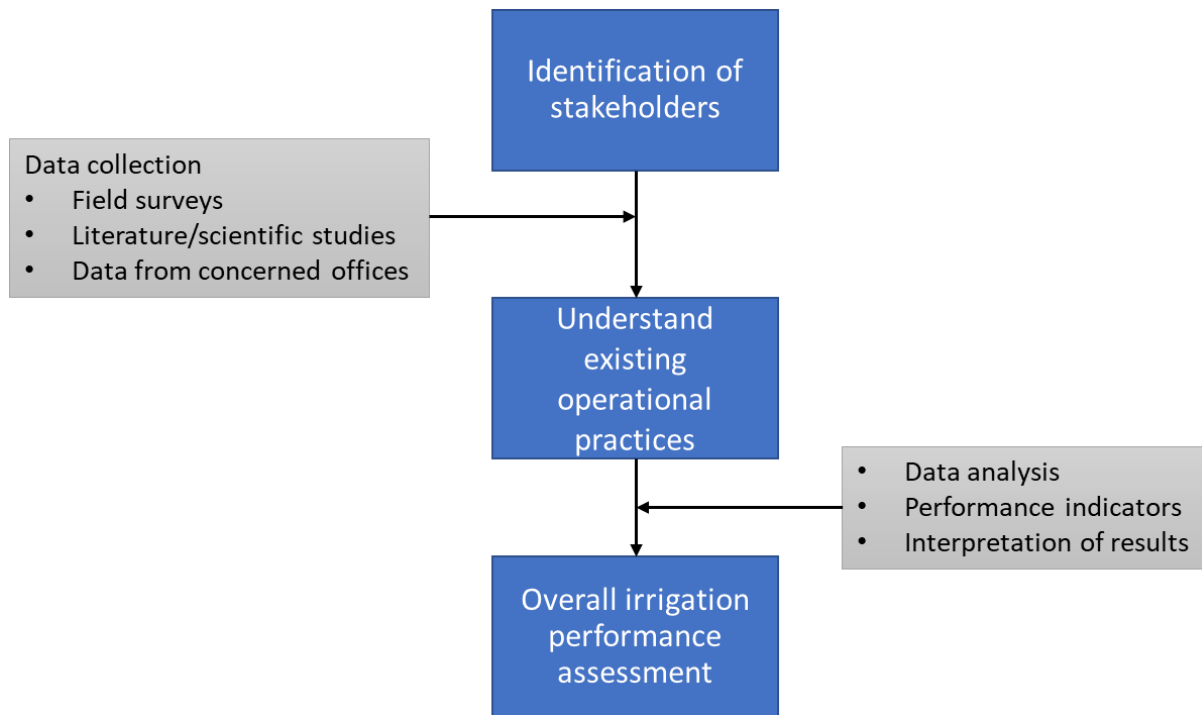 Identification of
stakeholders
Data collection
• Field surveys
• Literature/scientific studies
• Data from concerned offices
Understand
existing
operational
practices
• Data analysis
• Performance indicators
• Interpretation of results
Overall irrigation
performance
assessment